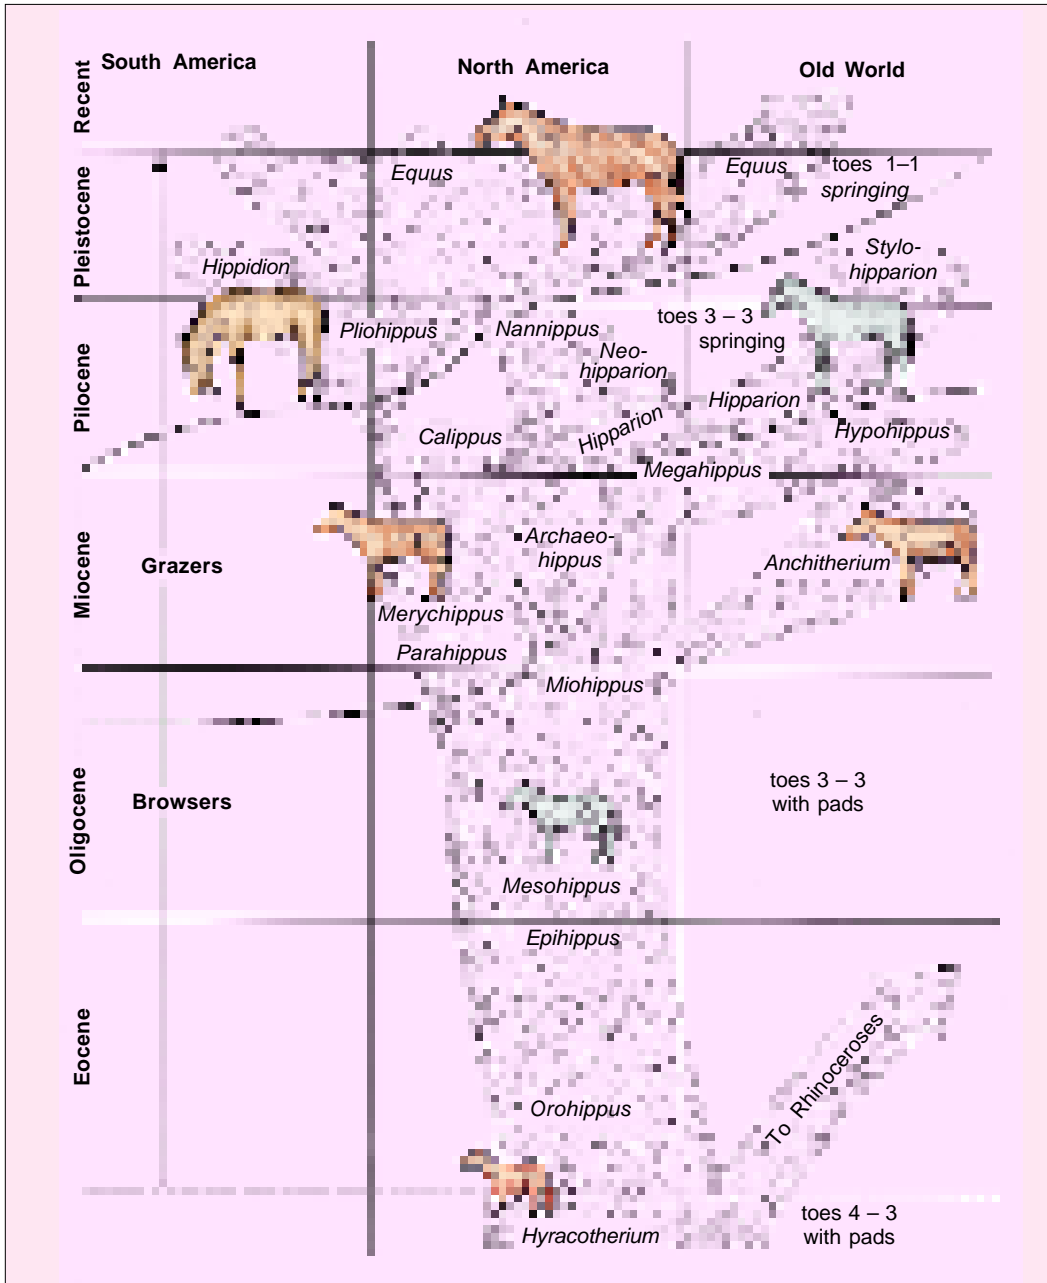 South America
North America
Old World
Recent
Equus
Equus
toes 1–1
springing
Pleistocene
Stylo-
hipparion
Hippidion
Pliohippus
Nannippus
toes 3 – 3
springing
Neo-
hipparion
Pilocene
Hipparion
Hipparion
Calippus
Hypohippus
Megahippus
Miocene
Grazers
Archaeo-
hippus
Anchitherium
Merychippus
Parahippus
Miohippus
Oligocene
Browsers
toes 3 – 3
with pads
Mesohippus
Epihippus
Eocene
To Rhinoceroses
Orohippus
Hyracotherium
toes 4 – 3
with pads